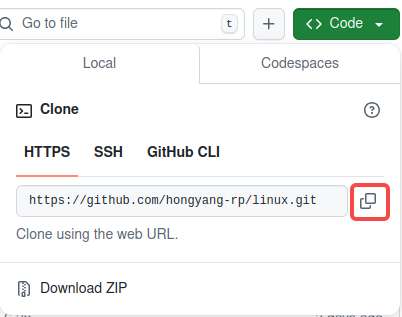 Go to file
t
Code
Local
Codespaces
Clone
HTTPS
SSH
GitHub CLI
https://github.com/hongyang-rp/linux.git
Clone using the web URL.
Download ZIP